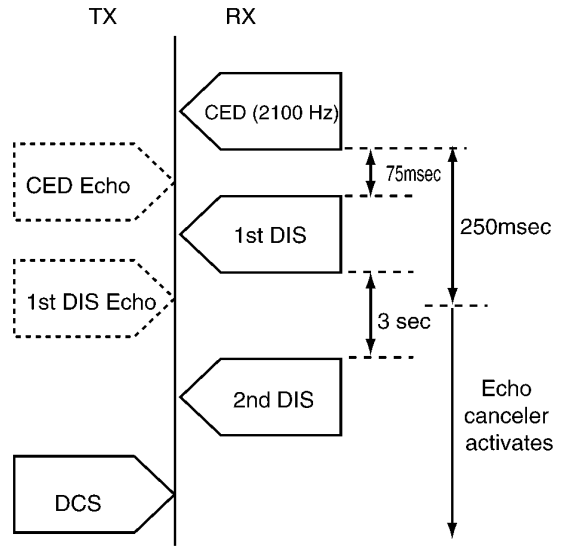 TX
RX
CED (2100 Hz)
CED Echo
75msec
1st DIS
250msec
1st DIS Echo
3 sec
2nd DIS
Echo
canceler
activates
DCS